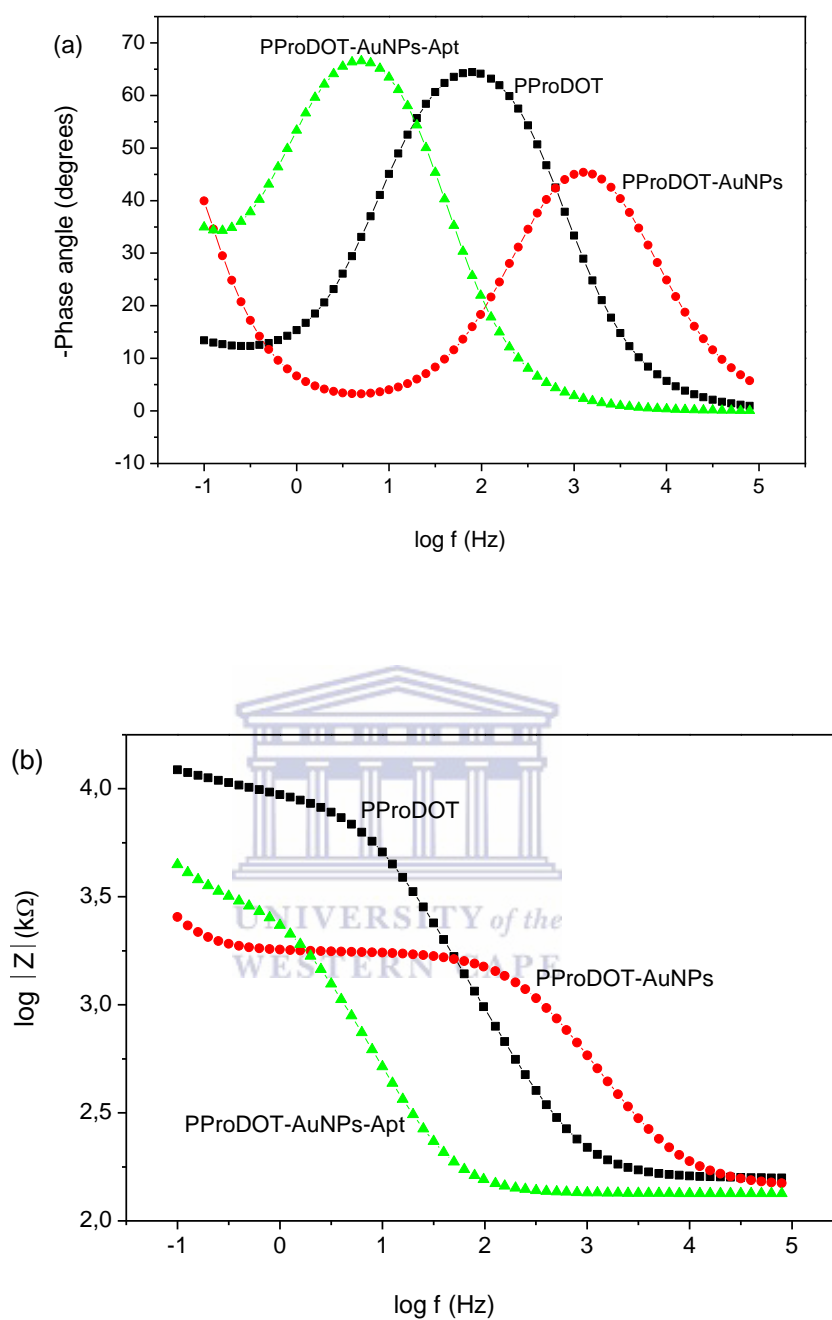 (a)
70
60
50
40
30
20
10
0
-10
-Phase angle (degrees)
PProDOT-AuNPs-Apt
PProDOT
PProDOT-AuNPs
-1 0 1 2 3 4 5
log f (Hz)
(b)
4,0
3,5
3,0
2,5
2,0
log |Z| (kΩ)
PProDOT
UNIVERSITY of the
WESTERN CAPE
PProDOT-AuNPs
PProDOT-AuNPs-Apt
-1 0 1 2 3 4 5
log f (Hz)